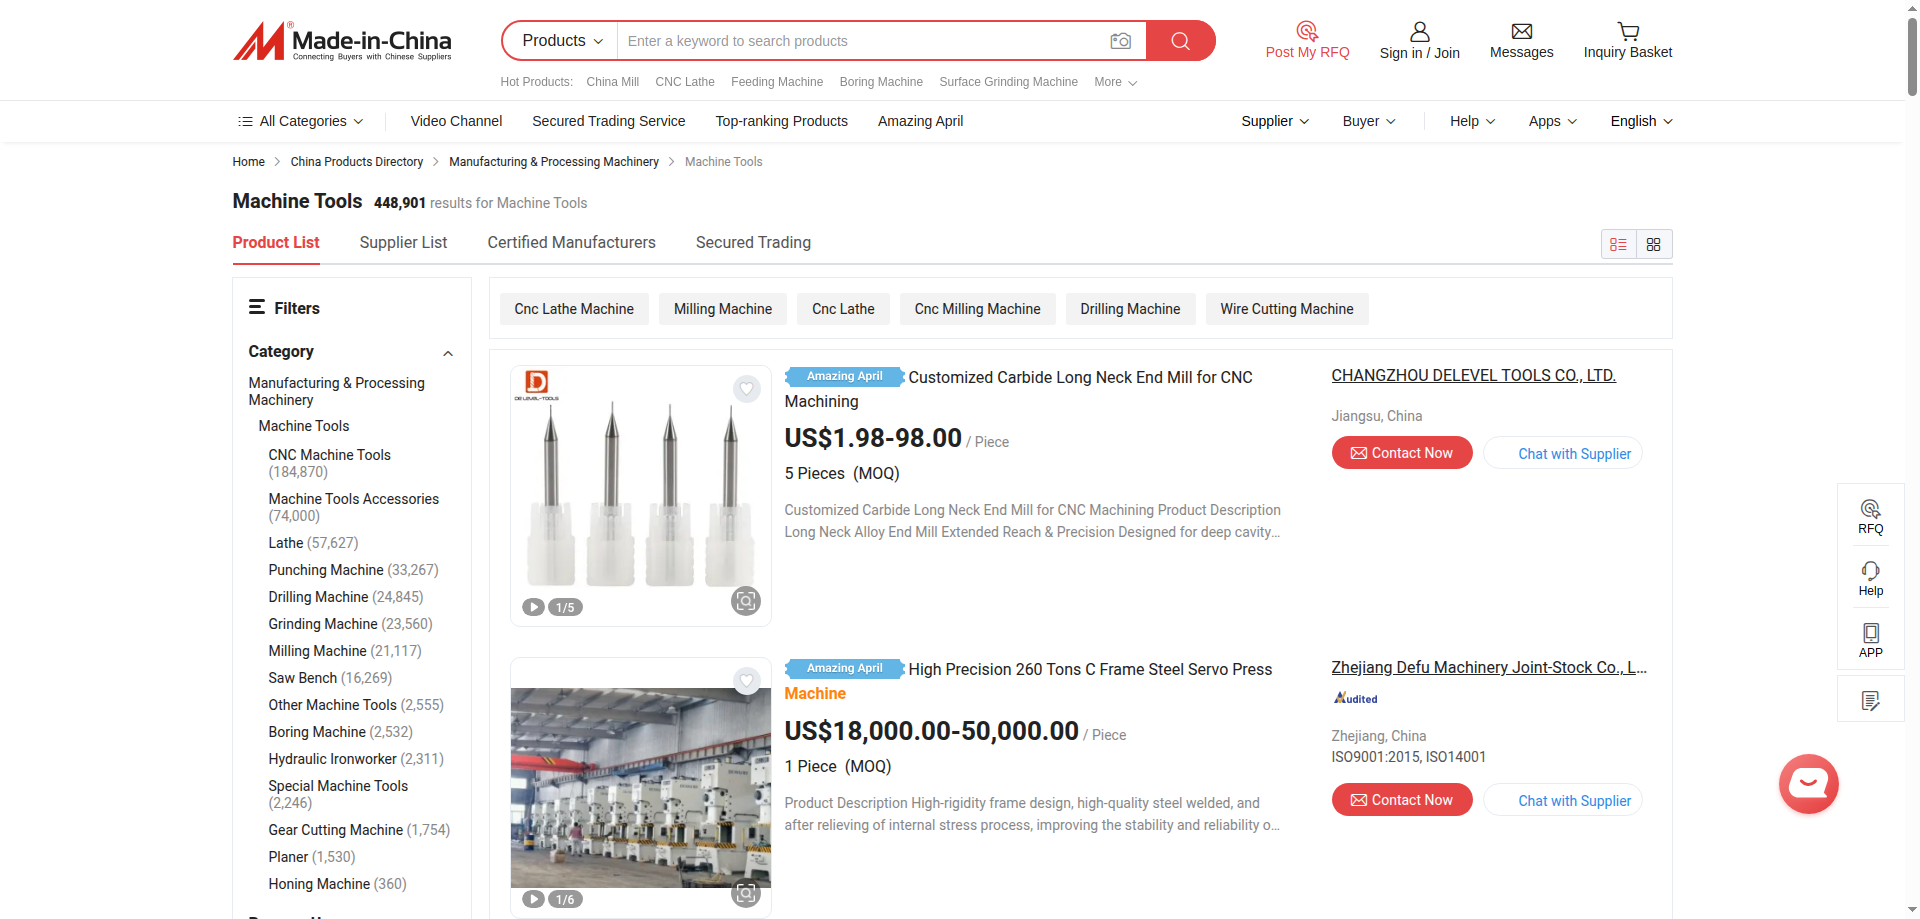 Made-in-China
Connecting Buyers with Chinese Suppliers
Products
Enter a keyword to search products
Post My RFQ
Sign in / Join
Messages
Inquiry Basket
Hot Products: China Mill CNC Lathe Feeding Machine Boring Machine Surface Grinding Machine More
All Categories
Video Channel
Secured Trading Service
Top-ranking Products
Amazing April
Supplier
Buyer
Help
Apps
English
Home > China Products Directory > Manufacturing & Processing Machinery > Machine Tools
Machine Tools 448,901 results for Machine Tools
Product List
Supplier List
Certified Manufacturers
Secured Trading
Filters
Category
Manufacturing & Processing
Machinery
Machine Tools
CNC Machine Tools
(184,870)
Machine Tools Accessories
(74,000)
Lathe (57,627)
Punching Machine (33,267)
Drilling Machine (24,845)
Grinding Machine (23,560)
Milling Machine (21,117)
Saw Bench (16,269)
Other Machine Tools (2,555)
Boring Machine (2,532)
Hydraulic Ironworker (2,311)
Special Machine Tools
(2,246)
Gear Cutting Machine (1,754)
Planer (1,530)
Honing Machine (360)
Cnc Lathe Machine
Milling Machine
Cnc Lathe
Cnc Milling Machine
Drilling Machine
Wire Cutting Machine
DE LEVEL-TOOLS
1/5
Amazing April Customized Carbide Long Neck End Mill for CNC
Machining
US$1.98-98.00 / Piece
5 Pieces (MOQ)
Customized Carbide Long Neck End Mill for CNC Machining Product Description
Long Neck Alloy End Mill Extended Reach & Precision Designed for deep cavity...
CHANGZHOU DELEVEL TOOLS CO., LTD.
Jiangsu, China
Contact Now
Chat with Supplier
1/6
Amazing April High Precision 260 Tons C Frame Steel Servo Press
Machine
US$18,000.00-50,000.00 / Piece
1 Piece (MOQ)
Product Description High-rigidity frame design, high-quality steel welded, and
after relieving of internal stress process, improving the stability and reliability o...
Zhejiang Defu Machinery Joint-Stock Co., L...
Audited
Zhejiang, China
ISO9001:2015, ISO14001
Contact Now
Chat with Supplier
RFQ
Help
APP